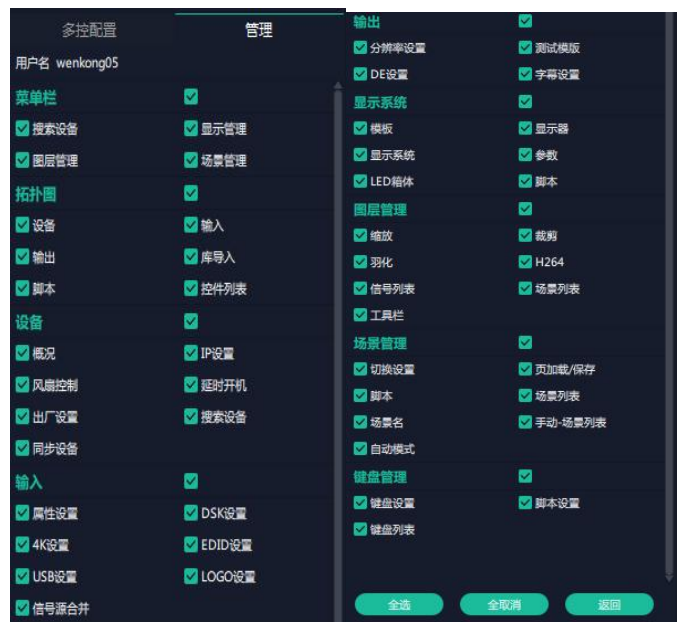 多控配置 管理
用户名 wenkong05
菜单栏
搜索设备 显示管理
图层管理 场景管理
拓扑图
设备 输入
输出 库导入
脚本 控件列表
设备
概况 IP设置
风扇控制 延时开机
出厂设置 搜索设备
同步设备
输入
属性设置 DSK设置
4K设置 EDID设置
USB设置 LOGO设置
信号源合并
输出
分辨率设置 测试模版
DE设置 字幕设置
显示系统
模板 显示器
显示系统 参数
LED箱体 脚本
图层管理
缩放 裁剪
羽化 H264
信号列表 场景列表
工具栏
场景管理
切换设置 页加载/保存
脚本 场景列表
场景名 手动-场景列表
自动模式
键盘管理
键盘设置 脚本设置
键盘列表
全选 全取消 返回